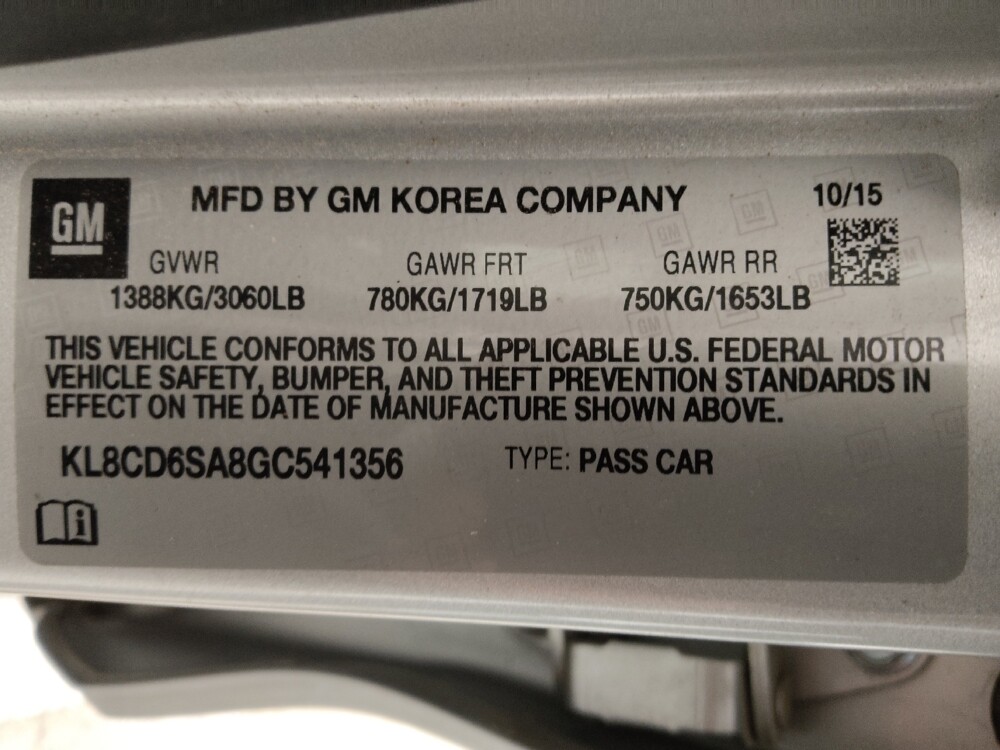 GM MFD BY GM KOREA COMPANY 10/15
GVWR GAWR FRT GAWR RR
1388KG/3060LB 780KG/1719LB 750KG/1653LB
THIS VEHICLE CONFORMS TO ALL APPLICABLE U.S. FEDERAL MOTOR
VEHICLE SAFETY, BUMPER, AND THEFT PREVENTION STANDARDS IN
EFFECT ON THE DATE OF MANUFACTURE SHOWN ABOVE.
KL8CD6SA8GC541356 TYPE: PASS CAR
i